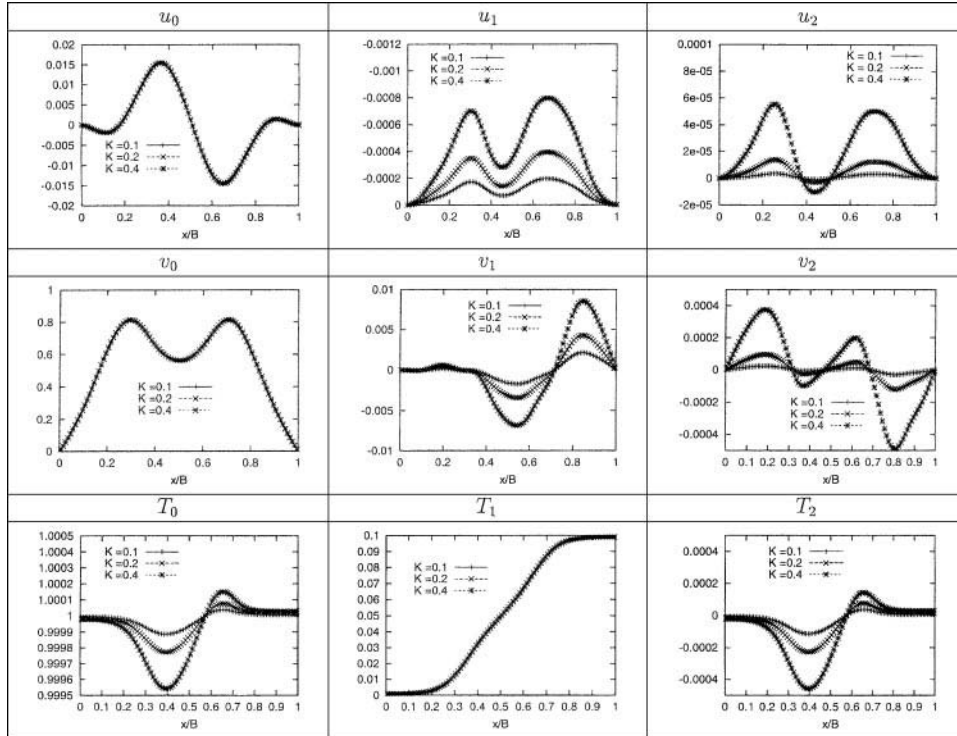 u0 u1 u2
0.02
0.015
0.01
0.005
0
-0.005
-0.01
-0.015
-0.02
K =0.1
K =0.2
K =0.4
0 0.2 0.4 0.6 0.8 1
x/B
-0.0012
-0.001
-0.0008
-0.0006
-0.0004
-0.0002
0
K =0.1
K =0.2
K =0.4
0 0.2 0.4 0.6 0.8 1
x/B
0.0001
6e-05
2e-05
0
-2e-05
K = 0.1
K = 0.2
K = 0.4
0 0.2 0.4 0.6 0.8 1
x/B
v0 v1 v2
1
0.8
0.6
0.4
0.2
0
K =0.1
K =0.2
K =0.4
0 0.2 0.4 0.6 0.8 1
x/B
0.01
0.005
0
-0.005
-0.01
K =0.1
K =0.2
K =0.4
0 0.2 0.4 0.6 0.8 1
x/B
0.0004
0.0002
0
-0.0002
-0.0004
K =0.1
K =0.2
K =0.4
0 0.1 0.2 0.3 0.4 0.5 0.6 0.7 0.8 0.9 1
x/B
T0 T1 T2
1.0005
1.0004
1.0002
1.0001
1
0.9999
0.9998
0.9996
0.9995
K =0.1
K =0.2
K =0.4
0 0.1 0.2 0.3 0.4 0.5 0.6 0.7 0.8 0.9 1
x/B
0.1
0.09
0.08
0.07
0.06
0.05
0.04
0.03
0.02
0.01
0
K =0.1
K =0.2
K =0.4
0 0.1 0.2 0.3 0.4 0.5 0.6 0.7 0.8 0.9 1
x/B
0.0004
0.0002
0
-0.0002
-0.0004
K =0.1
K =0.2
K =0.4
0 0.1 0.2 0.3 0.4 0.5 0.6 0.7 0.8 0.9 1
x/B